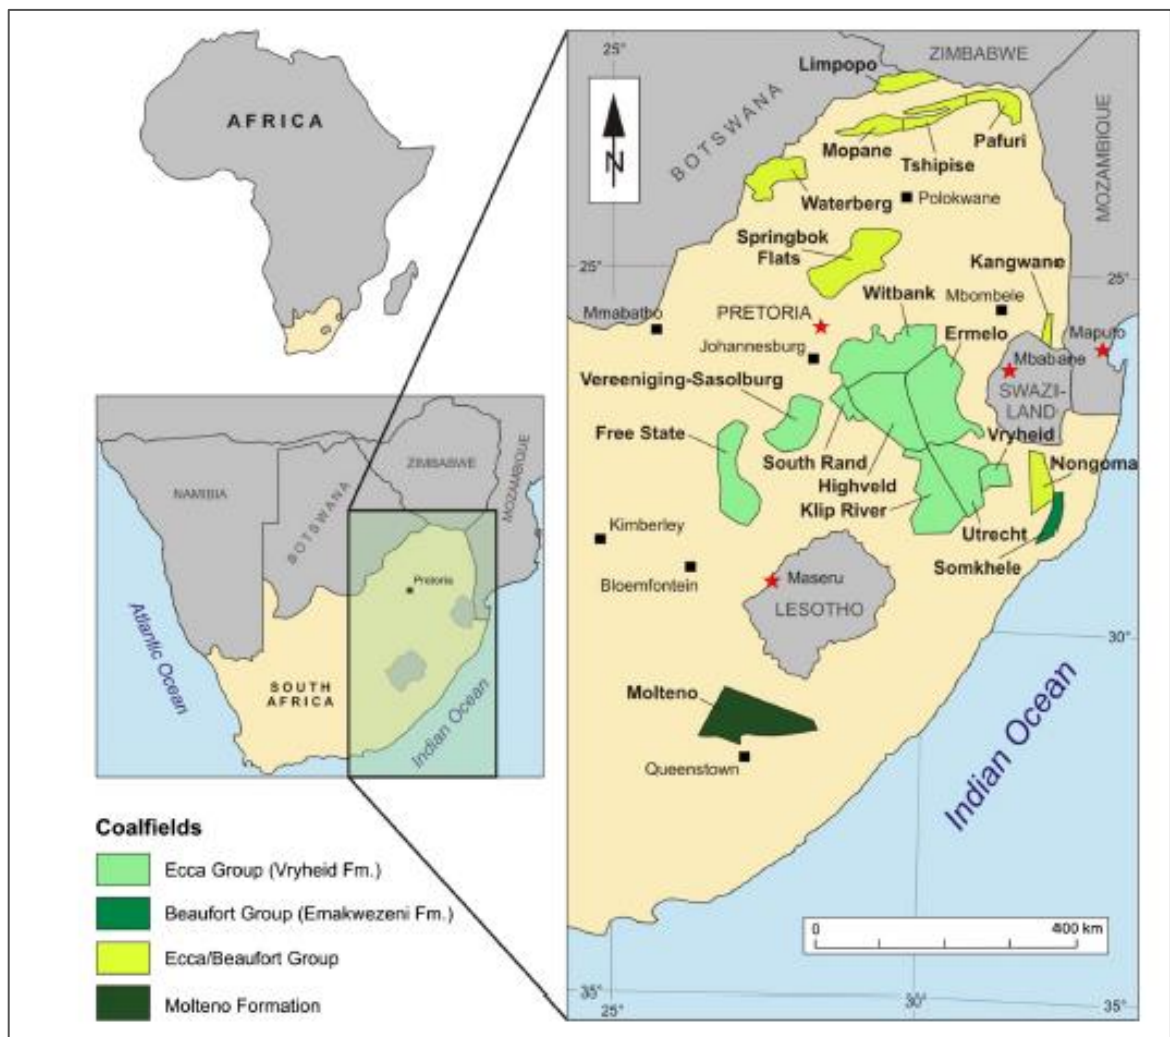 AFRICA
NAMIBIA
BOTSWANA
ZIMBABWE
MOZAMBIQUE
Pretoria
Atlantic Ocean
SOUTH
AFRICA
Indian Ocean
Coalfields
Ecca Group (Vryheid Fm.)
Beaufort Group (Emakwezeni Fm.)
Ecca/Beaufort Group
Molteno Formation
25°
ZIMBABWE
Limpopo
BOTSWANA
MOZAMBIQUE
N
Mopane
Tshipise
Pafuri
Waterberg
Polokwane
Springbok
Flats
25°
Kangwane
25°
Witbank
Mbombele
Mmabatho
PRETORIA
Ermelo
Maputo
Johannesburg
Mbabane
Vereeniging-Sasolburg
SWAZI-
LAND
Free State
Vryheid
South Rand
Nongoma
Highveld
Klip River
Kimberley
Utrecht
Somkhele
Bloemfontein
Maseru
LESOTHO
30°
Molteno
Queenstown
Indian Ocean
0
400 km
35°
25°
30°
35°